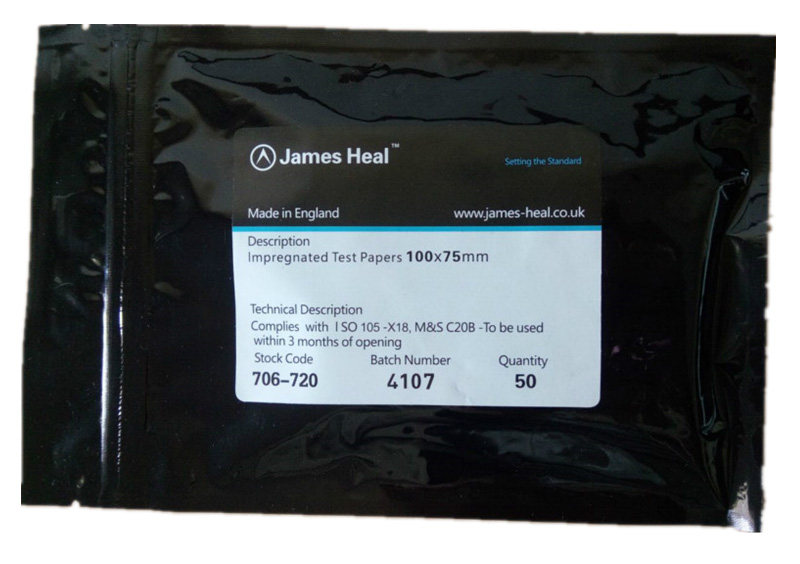 James Heal™
Setting the Standard
Made in England www.james-heal.co.uk
Description
Impregnated Test Papers 100x75mm
Technical Description
Complies with ISO 105 -X18, M&S C20B -To be used
within 3 months of opening
Stock Code Batch Number Quantity
706-720 4107 50